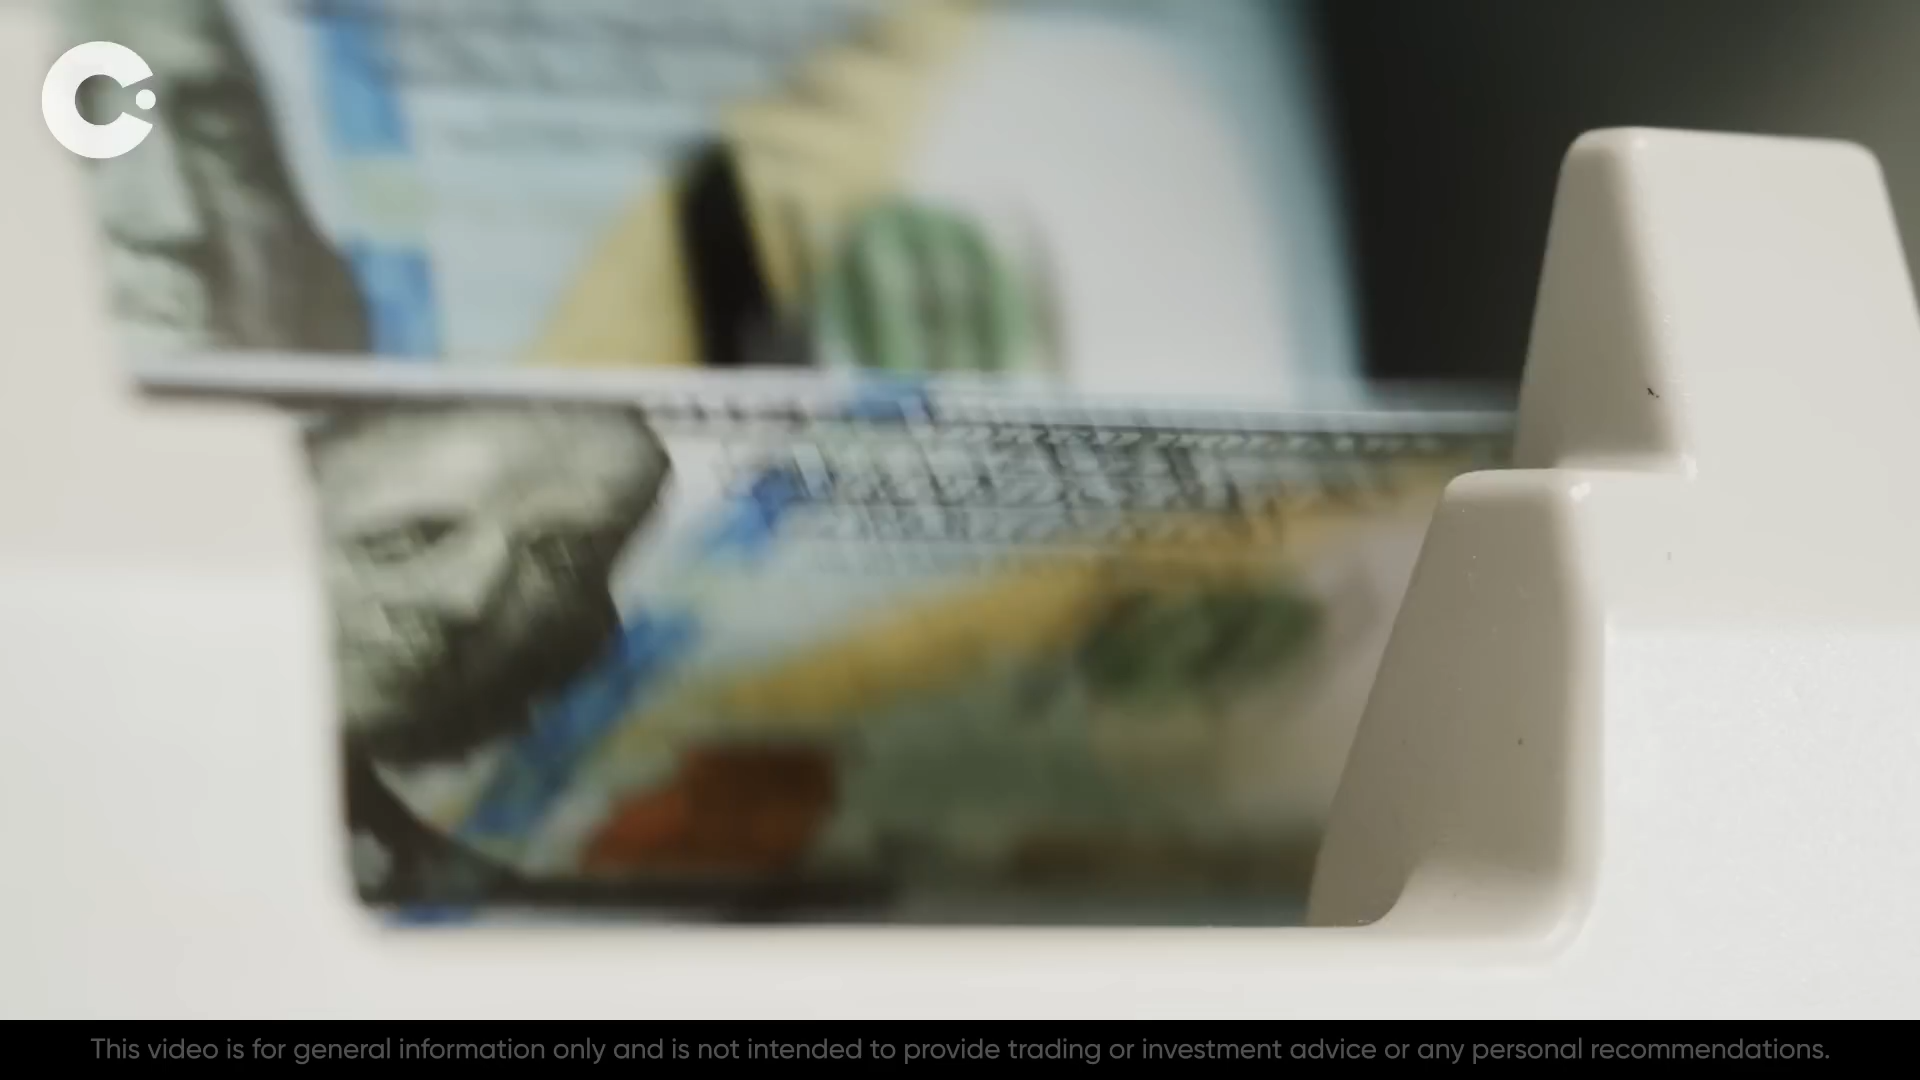 This video is for general information only and is not intended to provide trading or investment advice or any personal recommendations.